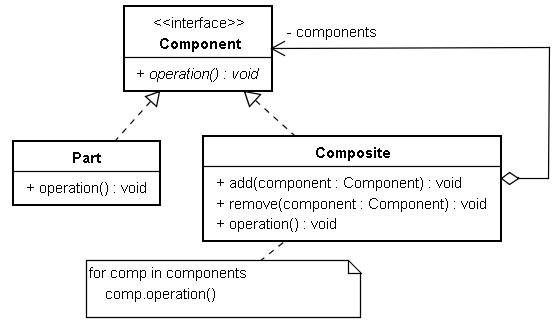 <<interface>>
Component
- components
+ operation() : void
Part
+ operation() : void
Composite
+ add(component : Component) : void
+ remove(component : Component) : void
+ operation() : void
for comp in components
comp.operation()